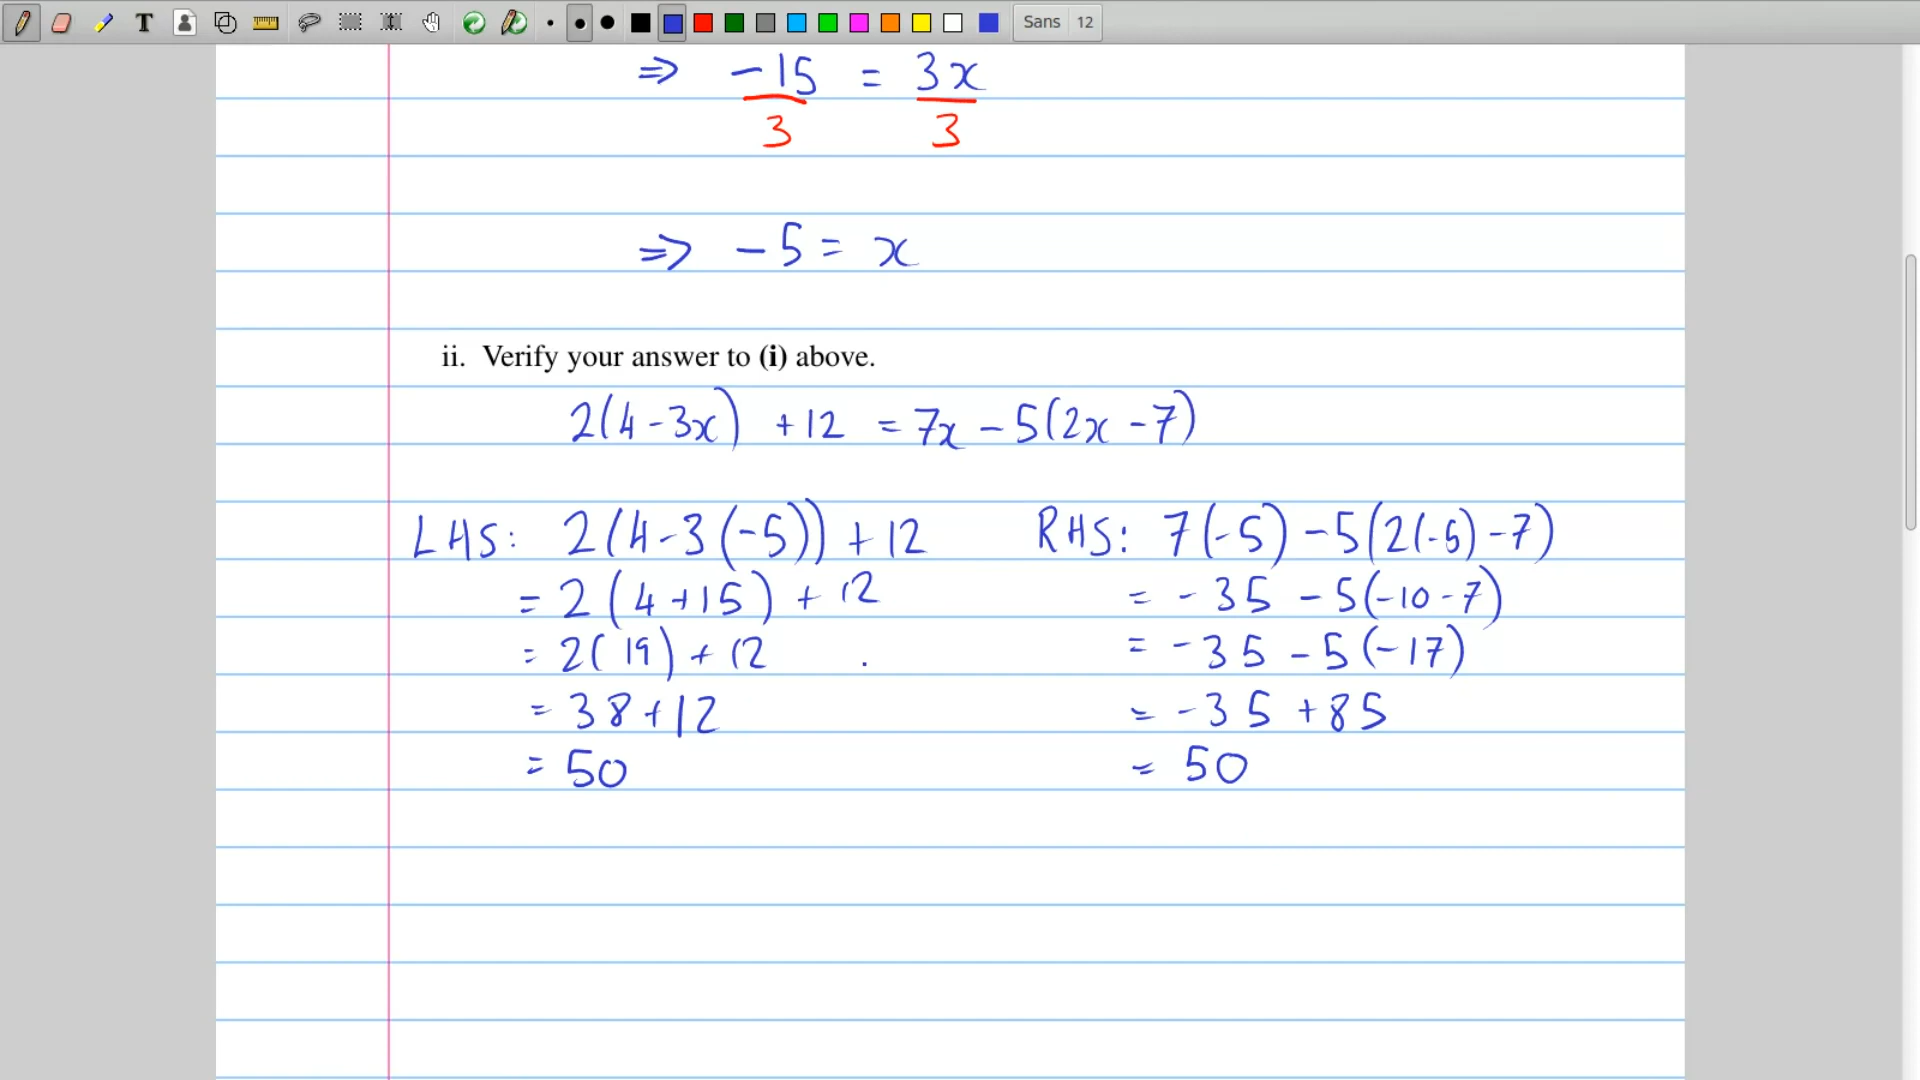 Sans 12
⇒ -15 = 3x
3 3
⇒ -5 = x
ii. Verify your answer to (i) above.
2(4-3x) +12 = 7x - 5(2x -7)
LHS: 2(4-3(-5)) + 12 RHS: 7(-5) - 5(2(-5) -7)
= 2(4+15) + 12 = -35 - 5(-10-7)
= 2(19) + 12 = -35 - 5(-17)
= 38+12 = -35 +85
= 50 = 50